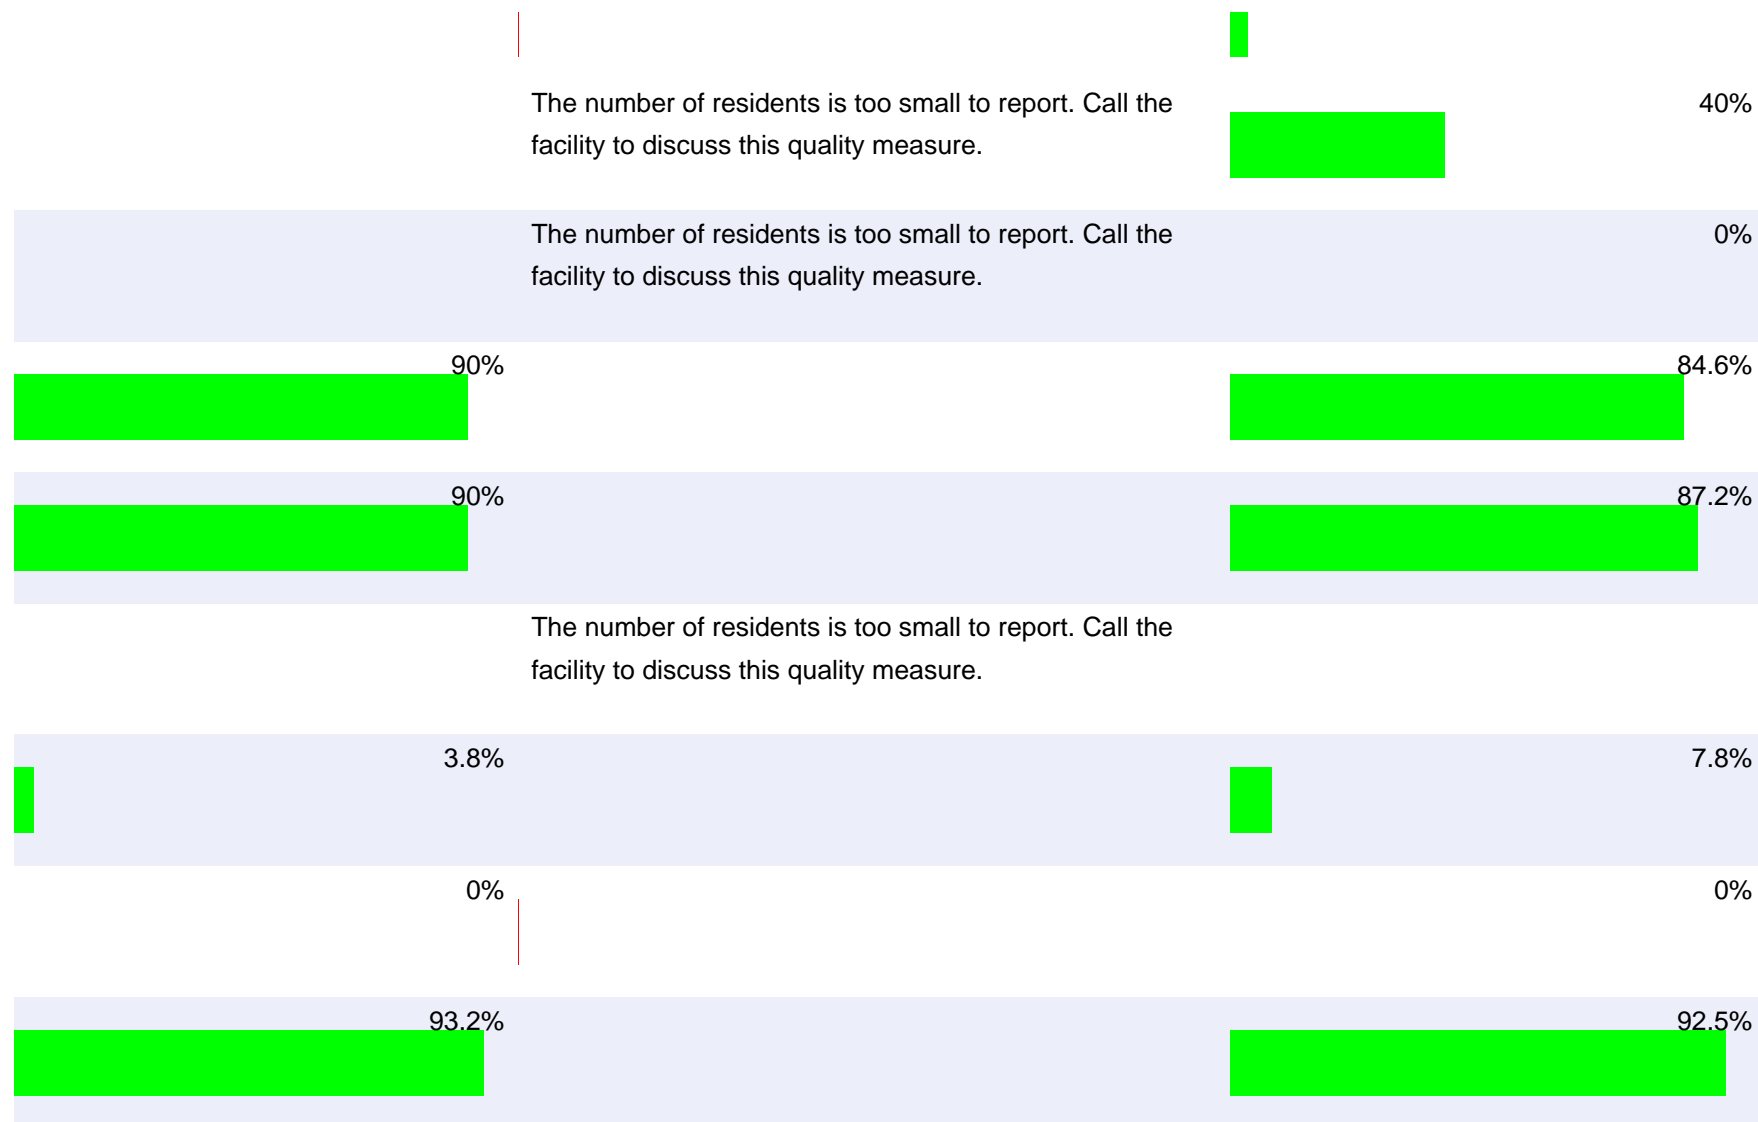 The number of residents is too small to report. Call the
40%
facility to discuss this quality measure.
The number of residents is too small to report. Call the
0%
facility to discuss this quality measure.
90%
84.6%
90%
87.2%
The number of residents is too small to report. Call the
facility to discuss this quality measure.
3.8%
7.8%
0%
0%
93.2%
92.5%